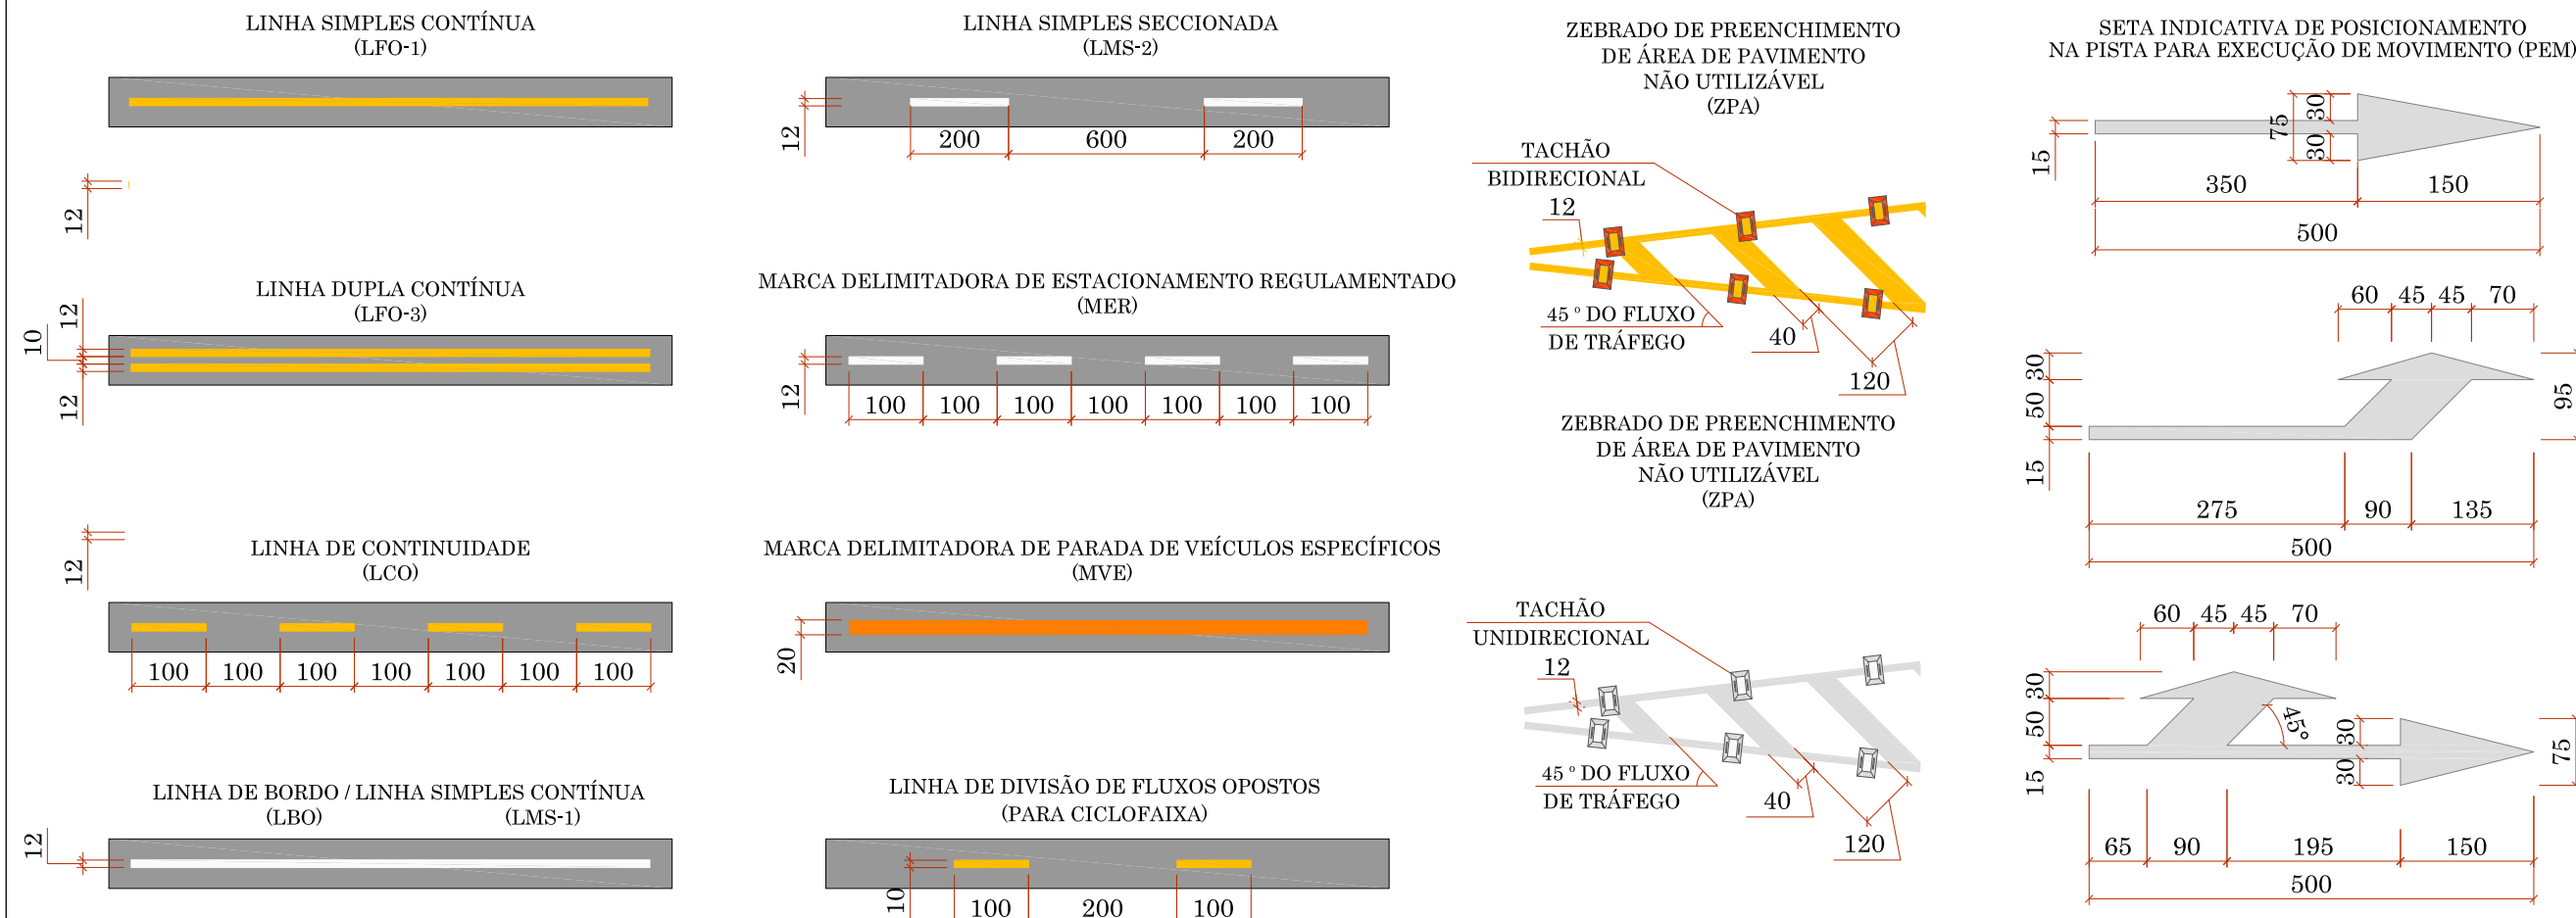 LINHA SIMPLES CONTÍNUA
(LFO-1)
12
LINHA DUPLA CONTÍNUA
(LFO-3)
12
10
12
12
LINHA DE CONTINUIDADE
(LCO)
100 100 100 100 100 100 100
LINHA DE BORDO / LINHA SIMPLES CONTÍNUA
(LBO) (LMS-1)
12
LINHA SIMPLES SECCIONADA
(LMS-2)
12
200 600 200
MARCA DELIMITADORA DE ESTACIONAMENTO REGULAMENTADO
(MER)
12
100 100 100 100 100 100 100
MARCA DELIMITADORA DE PARADA DE VEÍCULOS ESPECÍFICOS
(MVE)
20
LINHA DE DIVISÃO DE FLUXOS OPOSTOS
(PARA CICLOFAIXA)
10
100 200 100
ZEBRADO DE PREENCHIMENTO
DE ÁREA DE PAVIMENTO
NÃO UTILIZÁVEL
(ZPA)
TACHÃO
BIDIRECIONAL
12
45 º DO FLUXO
DE TRÁFEGO
40
120
ZEBRADO DE PREENCHIMENTO
DE ÁREA DE PAVIMENTO
NÃO UTILIZÁVEL
(ZPA)
TACHÃO
UNIDIRECIONAL
12
45 º DO FLUXO
DE TRÁFEGO
40
120
SETA INDICATIVA DE POSICIONAMENTO
NA PISTA PARA EXECUÇÃO DE MOVIMENTO (PEM)
15
75
30
30
350 150
500
60 45 45 70
30
50
15
95
275 90 135
500
60 45 45 70
30
50
15
45°
30
30
75
65 90 195 150
500